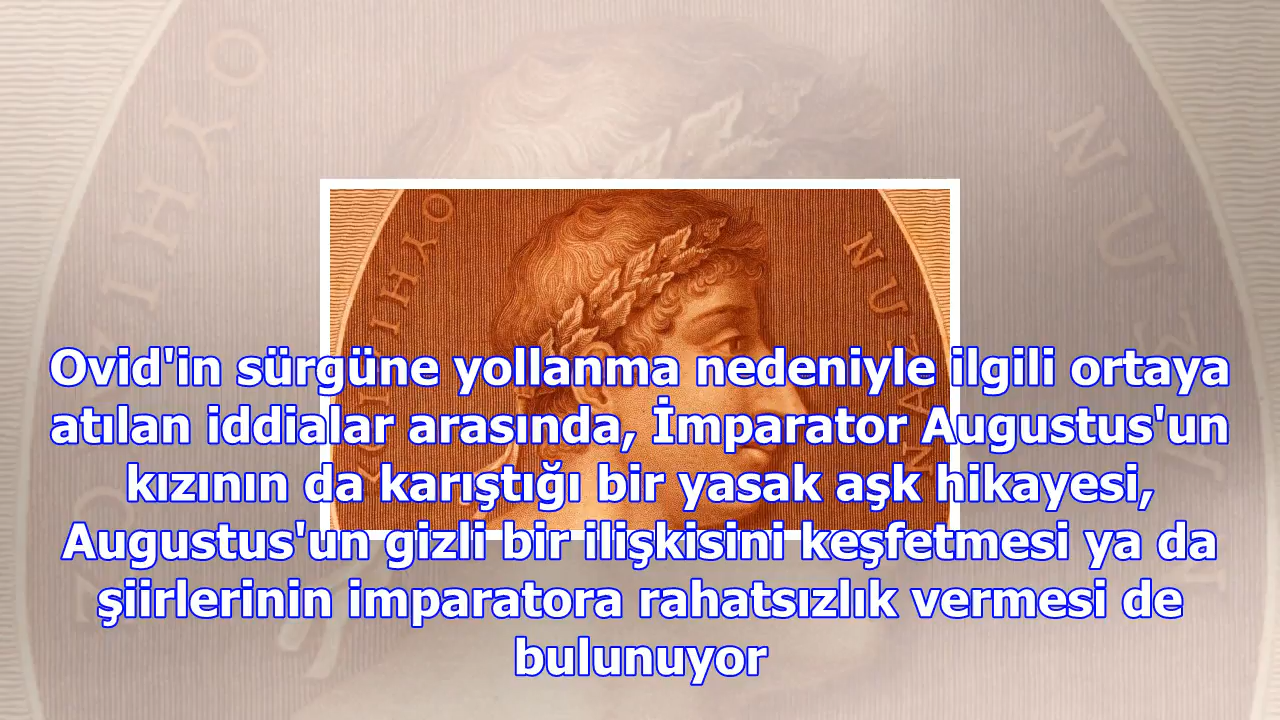 Ovid'in sürgüne yollanma nedeniyle ilgili ortaya
atılan iddialar arasında, İmparator Augustus'un
kızının da karıştığı bir yasak aşk hikayesi,
Augustus'un gizli bir ilişkisini keşfetmesi ya da
şiirlerinin imparatora rahatsızlık vermesi de
bulunuyor